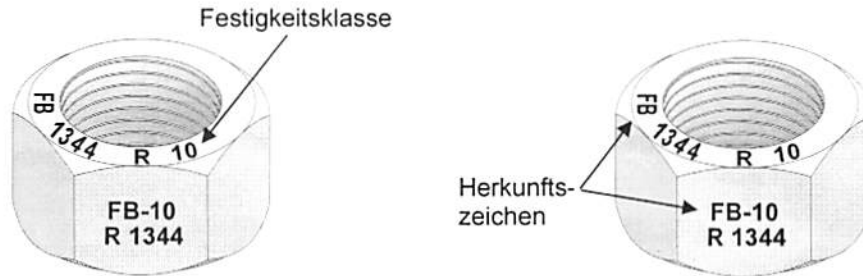 Festigkeitsklasse
FB
1344
R
10
FB-10
R 1344
FB
1344
R
10
Herkunfts-
zeichen
FB-10
R 1344